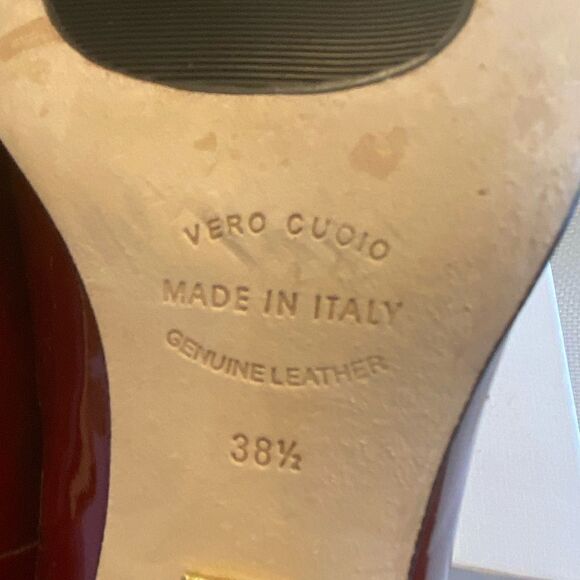 VERO CUOIO
MADE IN ITALY
GENUINE LEATHER
38½